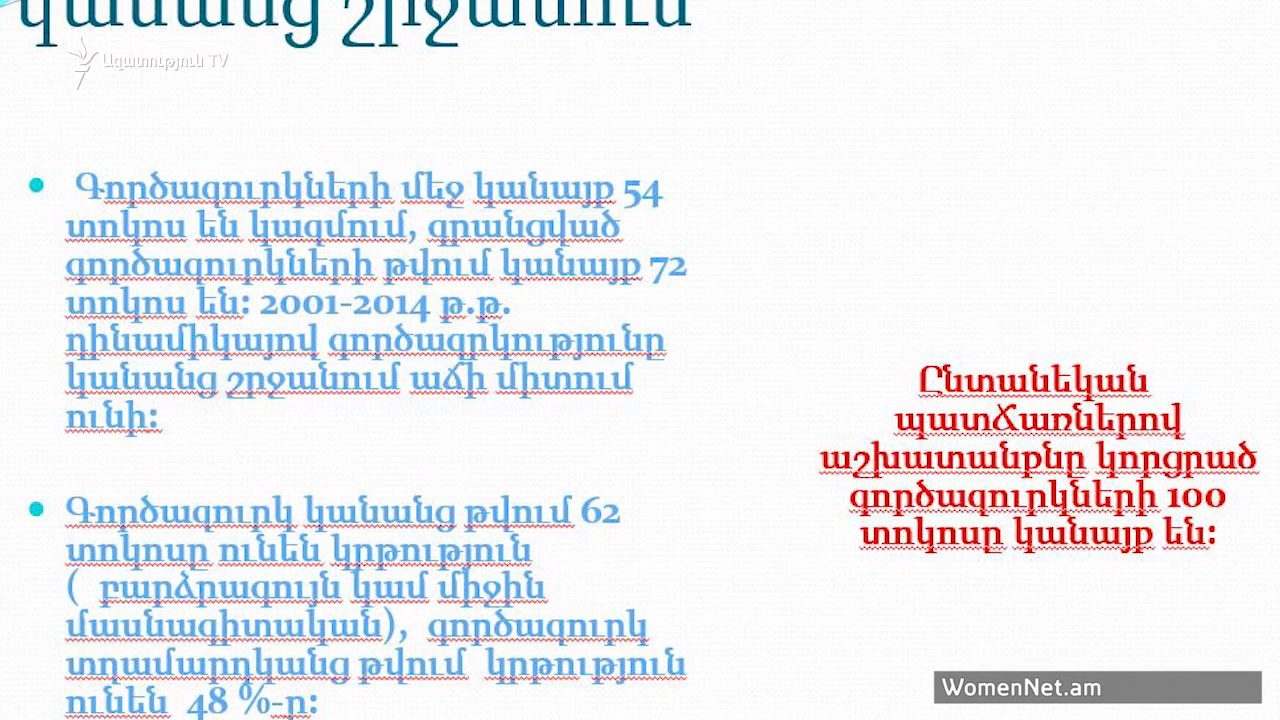 կանանց շրջանում
Ազատություն TV
Գործազուրկների մեջ կանայք 54
տոկոս են կազմում, գրանցված
գործազուրկների թվում կանայք 72
տոկոս են: 2001-2014 թ.թ.
դինամիկայով գործազրկությունը
կանանց շրջանում աճի միտում
ունի:
Գործազուրկ կանանց թվում 62
տոկոսը ունեն կրթություն
( բարձրագույն կամ միջին
մասնագիտական), գործազուրկ
տղամարդկանց թվում կրթություն
ունեն 48 %-ը:
Ընտանեկան
պատՃառներով
աշխատանքնը կորցրած
գործազուրկների 100
տոկոսը կանայք են:
WomenNet.am